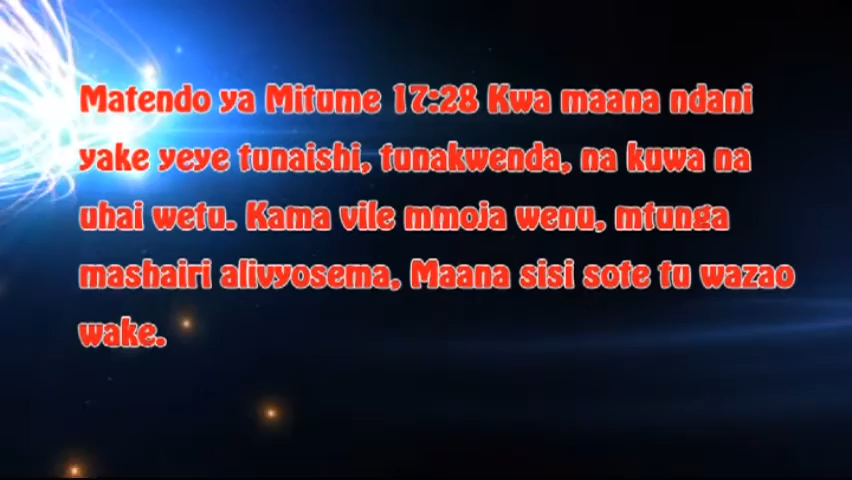 Matendo ya Mitume 17:28 Kwa maana ndani
yake yeye tunaishi, tunakwenda, na kuwa na
uhai wetu. Kama vile mmoja wenu, mtunga
mashairi alivyosema, Maana sisi sote tu wazao
wake.